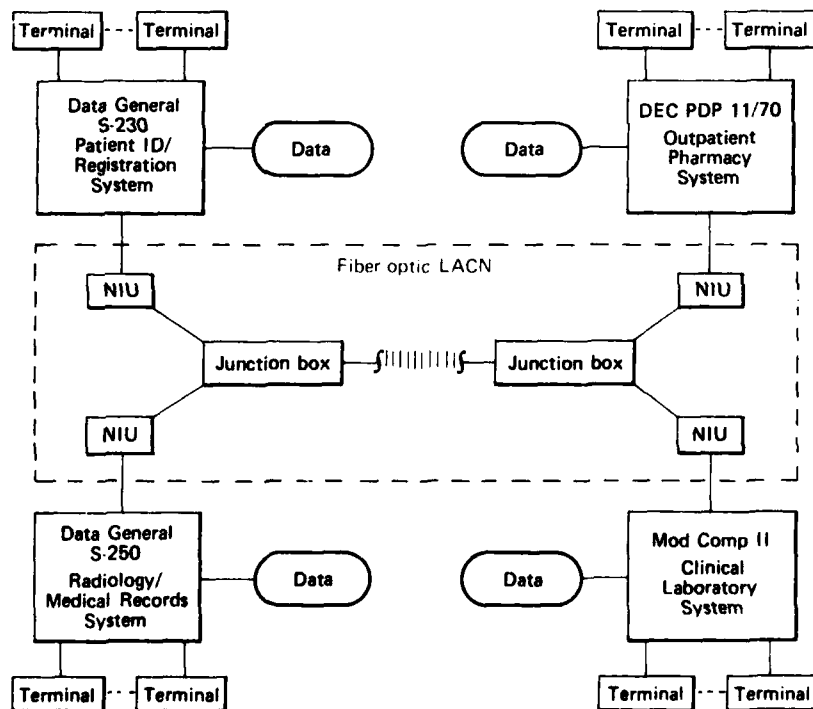 Terminal
Terminal
Terminal
Terminal
Data General
S-230
Patient ID/
Registration
System
Data
Data
DEC PDP 11/70
Outpatient
Pharmacy
System
Fiber optic LACN
NIU
NIU
Junction box
Junction box
NIU
NIU
Data General
S-250
Radiology/
Medical Records
System
Data
Data
Mod Comp II
Clinical
Laboratory
System
Terminal
Terminal
Terminal
Terminal